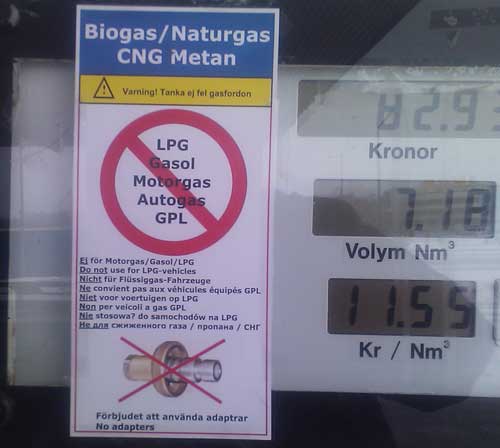 Biogas/Naturgas
CNG Metan
Varning! Tanka ej fel gasfordon
LPG
Gasol
Motorgas
Autogas
GPL
Ej för Motorgas/Gasol/LPG
Do not use for LPG-vehicles
Nicht für Flüssiggas-Fahrzeuge
Ne convient pas aux véhicules équipés GPL
Niet voor voertuigen op LPG
Non per veicoli a gas GPL
Nie stosowa? do samochodów na LPG
Не для сжиженного газа / пропана / СНГ
Förbjudet att använda adaptrar
No adapters
82.9
Kronor
7.18
Volym Nm³
11.55
Kr / Nm³